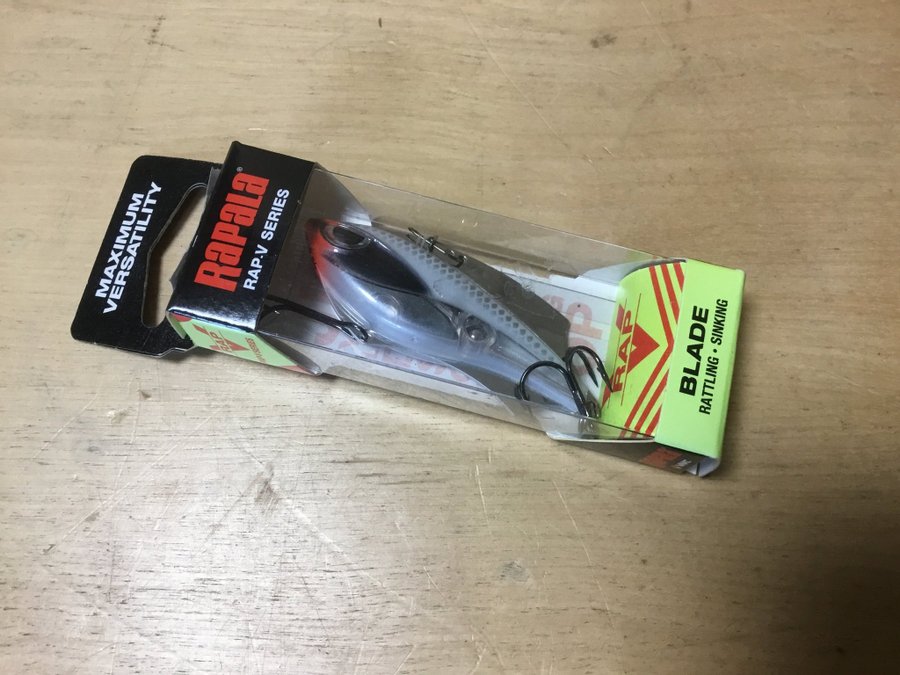 MAXIMUM
VERSATILITY
Rapala®
RAP-V SERIES
RAP
V
BLADE
RATTLING • SINKING